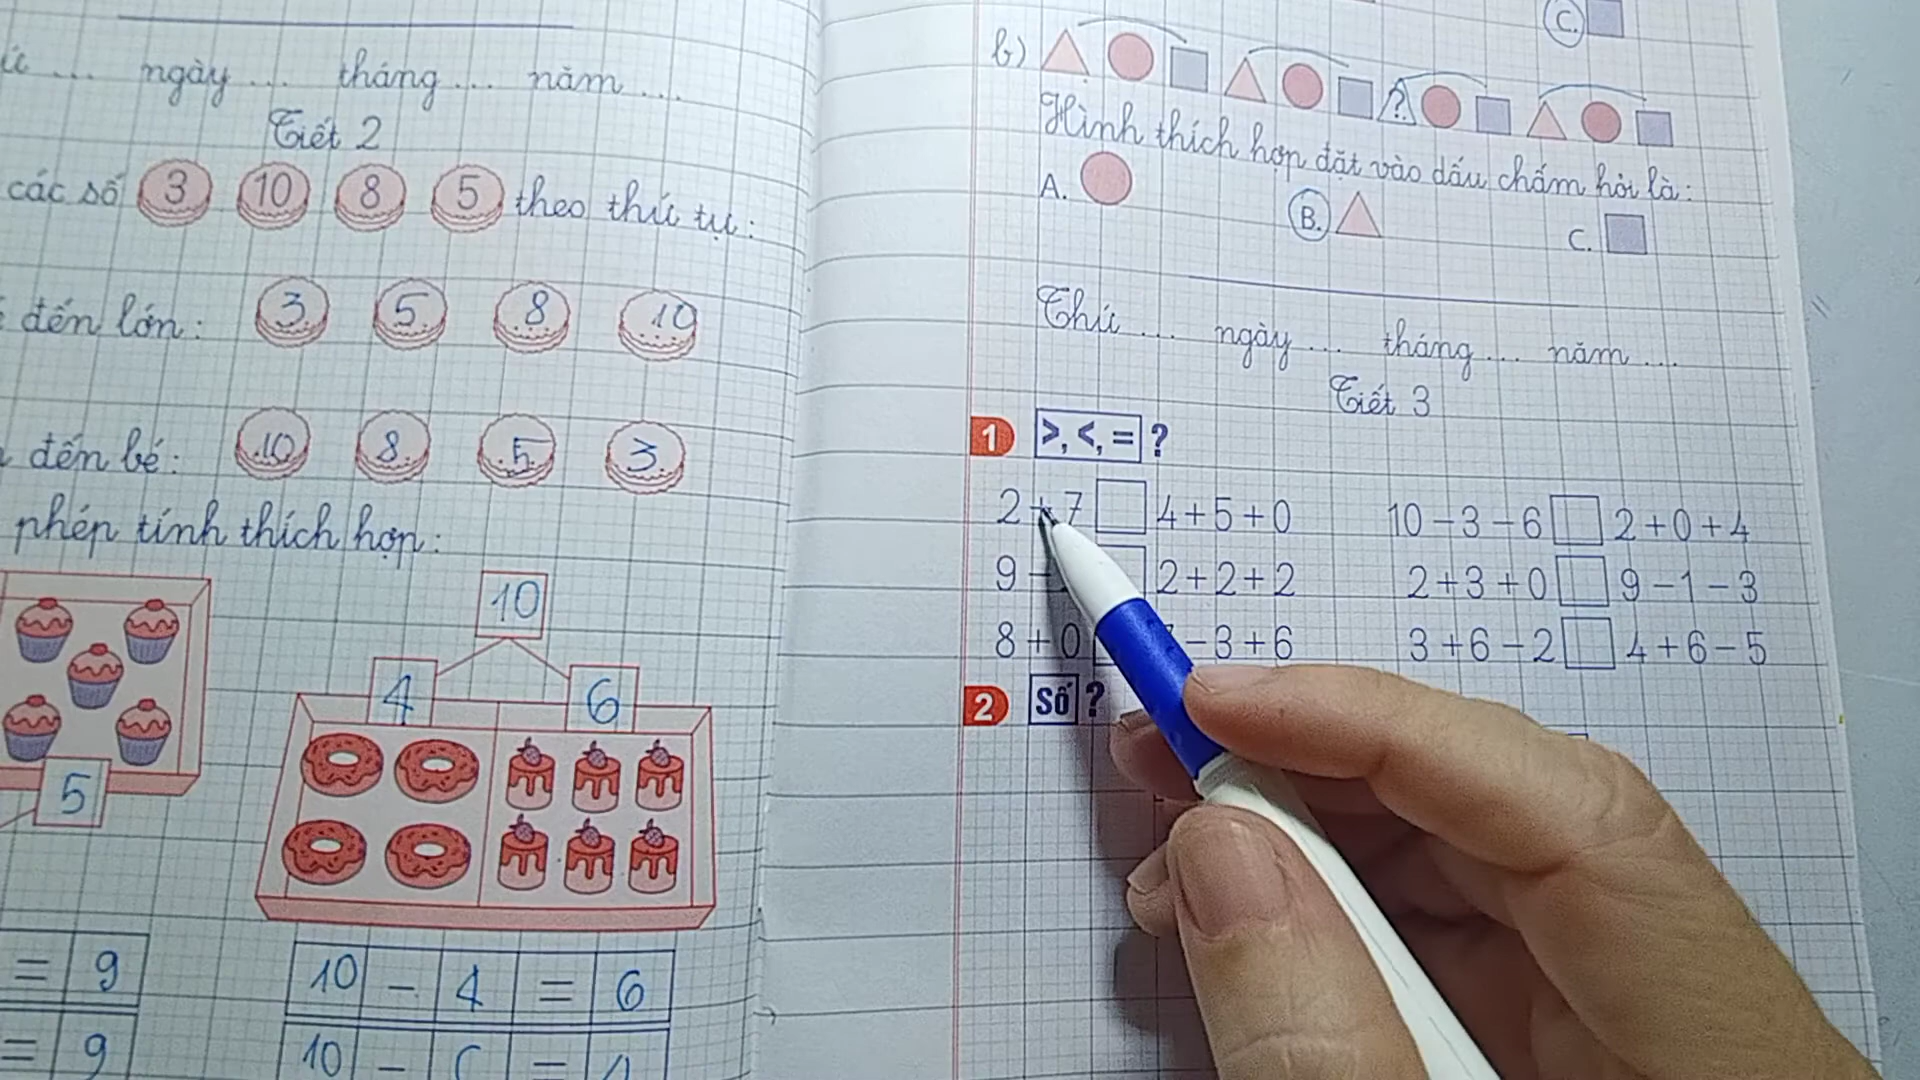 ngày ... tháng ... năm ...
Tiết 2
các số 3 10 8 5 theo thứ tự:
đến lớn: 3 5 8 10
đến bé: 10 8 5 3
phép tính thích hợp:
10
4 6
5
= 9
10 - 4 = 6
= 9
10 -
C.
b) ?
Hình thích hợp đặt vào dấu chấm hỏi là:
A. B. C.
Thứ ... ngày ... tháng ... năm ...
Tiết 3
1 >, <, = ?
2 + 7 4 + 5 + 0 10 - 3 - 6 2 + 0 + 4
9 - 2 + 2 + 2 2 + 3 + 0 9 - 1 - 3
8 + 0 - 3 + 6 3 + 6 - 2 4 + 6 - 5
2 Số ?